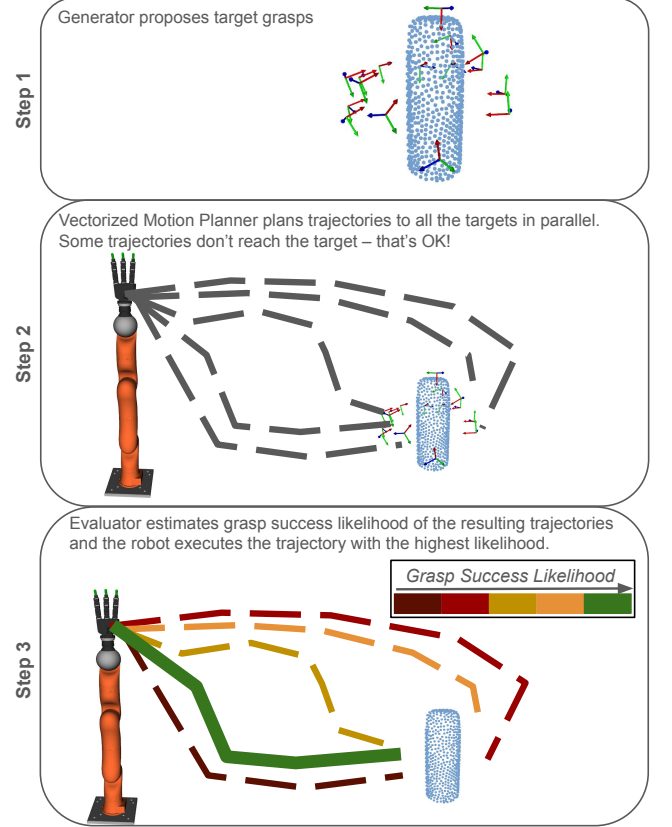 Step 1
Generator proposes target grasps
Step 2
Vectorized Motion Planner plans trajectories to all the targets in parallel.
Some trajectories don't reach the target – that's OK!
Step 3
Evaluator estimates grasp success likelihood of the resulting trajectories
and the robot executes the trajectory with the highest likelihood.
Grasp Success Likelihood